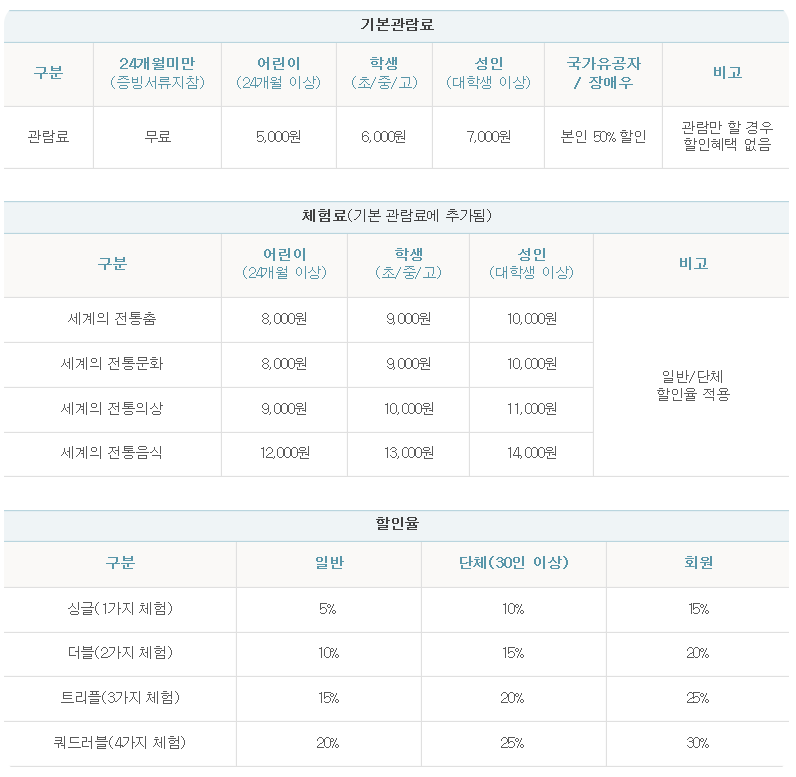 기본관람료
구분 24개월미만 (증빙서류지참) 어린이 (24개월 이상) 학생 (초/중/고) 성인 (대학생 이상) 국가유공자 / 장애우 비고
관람료 무료 5,000원 6,000원 7,000원 본인 50% 할인 관람만 할 경우 할인혜택 없음
체험료(기본 관람료에 추가됨)
구분 어린이 (24개월 이상) 학생 (초/중/고) 성인 (대학생 이상) 비고
세계의 전통춤 8,000원 9,000원 10,000원
세계의 전통문화 8,000원 9,000원 10,000원
일반/단체 할인율 적용
세계의 전통의상 9,000원 10,000원 11,000원
세계의 전통음식 12,000원 13,000원 14,000원
할인율
구분 일반 단체(30인 이상) 회원
싱글(1가지 체험) 5% 10% 15%
더블(2가지 체험) 10% 15% 20%
트리플(3가지 체험) 15% 20% 25%
쿼드러블(4가지 체험) 20% 25% 30%